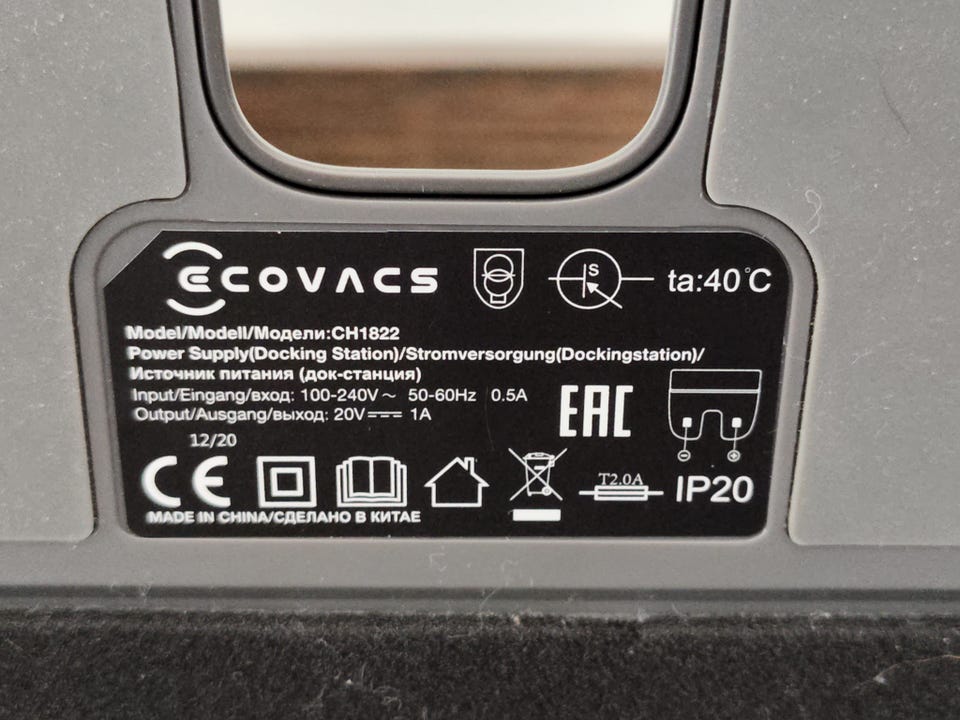 ECOVACS
S
ta:40°C
Model/Modell/Модели:CH1822
Power Supply(Docking Station)/Stromversorgung(Dockingstation)/
Источник питания (док-станция)
Input/Eingang/вход: 100-240V～ 50-60Hz 0.5A
Output/Ausgang/выход: 20V⎓ 1A
12/20
EAC
CE
T2.0A
IP20
MADE IN CHINA/СДЕЛАНО В КИТАЕ